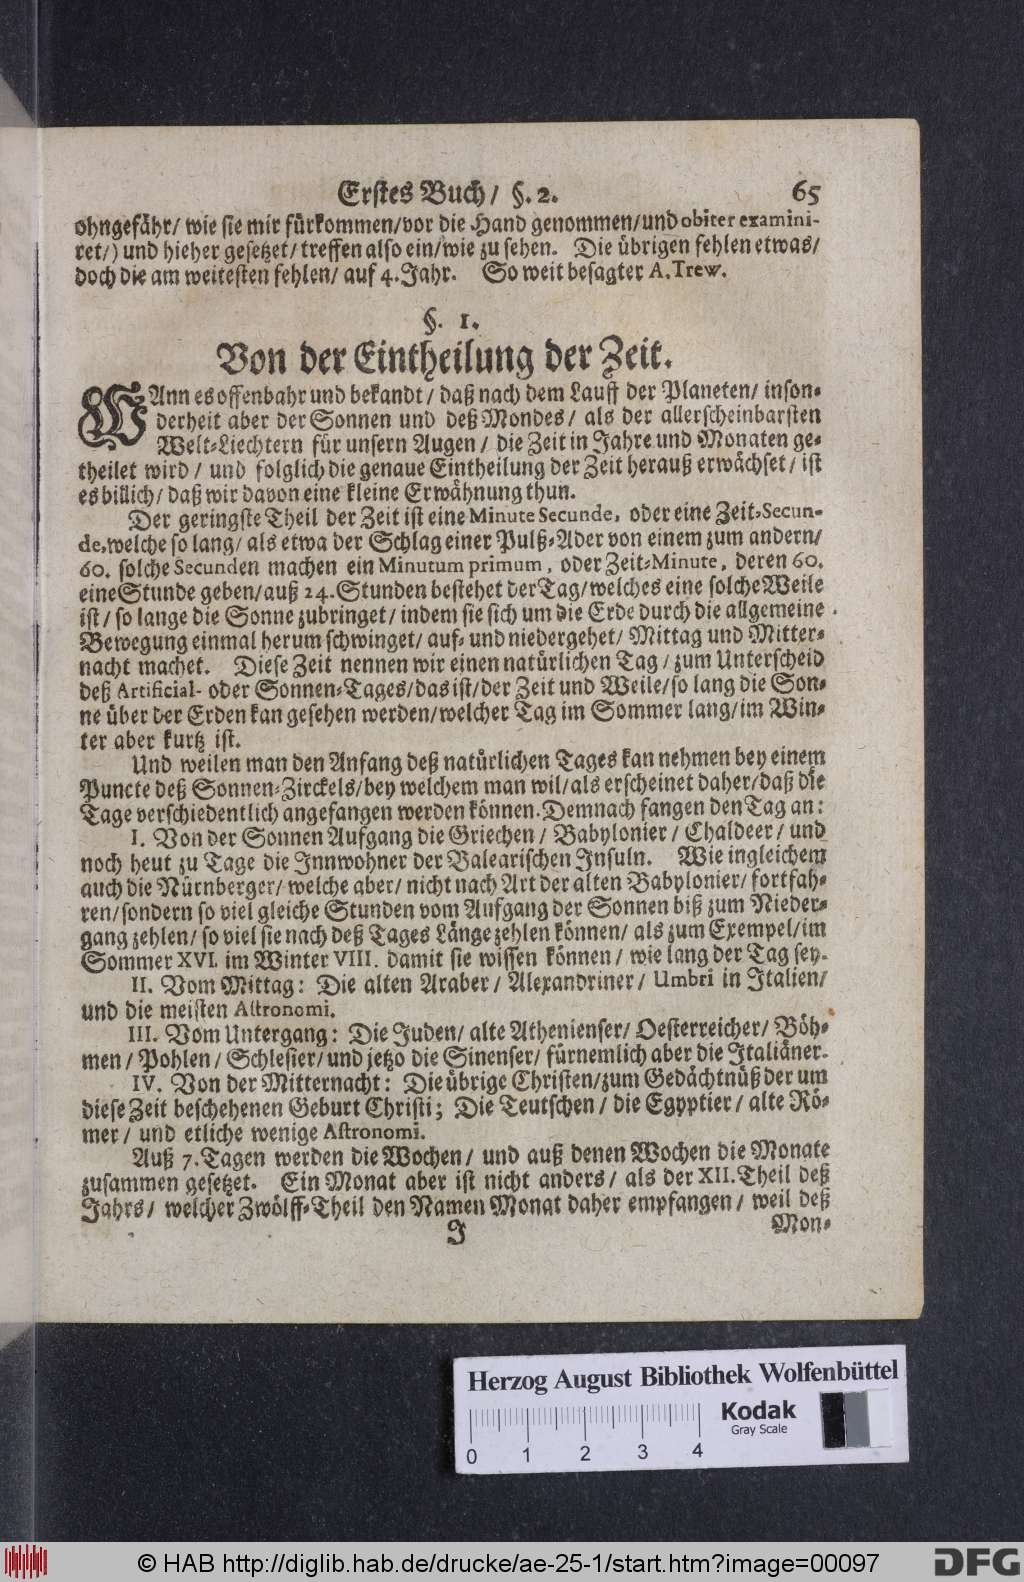 Erstes Buch / §. 2. 65
ohngefähr / wie sie mir fürkommen / vor die Hand genommen / und obiter examini-
ret /) und hieher gesetzet / treffen also ein / wie zu sehen. Die übrigen fehlen etwas /
doch die am weitesten fehlen / auf 4. Jahr. So weit besagter A. Trew.
§. 1.
Von der Eintheilung der Zeit.
WAnn es offenbahr und bekandt / daß nach dem Lauff der Planeten / inson-
derheit aber der Sonnen und deß Mondes / als der allerscheinbarsten
Welt-Liechtern für unsern Augen / die Zeit in Jahre und Monaten ge-
theilet wird / und folglich die genaue Eintheilung der Zeit herauß erwächset / ist
es billich / daß wir davon eine kleine Erwähnung thun.
Der geringste Theil der Zeit ist eine Minute Secunde, oder eine Zeit-Secun-
de, welche so lang / als etwa der Schlag einer Pulß-Ader von einem zum andern /
60. solche Secunden machen ein Minutum primum, oder Zeit-Minute, deren 60.
eine Stunde geben / auß 24. Stunden bestehet der Tag / welches eine solche Weile
ist / so lange die Sonne zubringet / indem sie sich um die Erde durch die allgemeine
Bewegung einmal herum schwinget / auf- und niedergehet / Mittag und Mitter-
nacht machet. Diese Zeit nennen wir einen natürlichen Tag / zum Unterscheid
deß Artificial- oder Sonnen-Tages / das ist / der Zeit und Weile / so lang die Son-
ne über der Erden kan gesehen werden / welcher Tag im Sommer lang / im Win-
ter aber kurtz ist.
Und weilen man den Anfang deß natürlichen Tages kan nehmen bey einem
Puncte deß Sonnen-Zirckels / bey welchem man wil / als erscheinet daher / daß die
Tage verschiedentlich angefangen werden können. Demnach fangen den Tag an:
I. Von der Sonnen Aufgang die Griechen / Babylonier / Chaldeer / und
noch heut zu Tage die Innwohner der Balearischen Insuln. Wie ingleichem
auch die Nürnberger / welche aber / nicht nach Art der alten Babylonier / fortfah-
ren / sondern so viel gleiche Stunden vom Aufgang der Sonnen biß zum Nieder-
gang zehlen / so viel sie nach deß Tages Länge zehlen können / als zum Exempel / im
Sommer XVI. im Winter VIII. damit sie wissen können / wie lang der Tag sey.
II. Vom Mittag: Die alten Araber / Alexandriner / Umbri in Italien /
und die meisten Astronomi.
III. Vom Untergang: Die Juden / alte Athenienser / Oesterreicher / Böh-
men / Pohlen / Schlesier / und jetzo die Sinenser / fürnemlich aber die Italiäner.
IV. Von der Mitternacht: Die übrige Christen / zum Gedächtnüß der um
diese Zeit beschehenen Geburt Christi; Die Teutschen / die Egyptier / alte Rö-
mer / und etliche wenige Astronomi.
Auß 7. Tagen werden die Wochen / und auß denen Wochen die Monate
zusammen gesetzet. Ein Monat aber ist nicht anders / als der XII. Theil deß
Jahrs / welcher Zwölff-Theil den Namen Monat daher empfangen / weil deß
J Mon-
Herzog August Bibliothek Wolfenbüttel
Kodak
Gray Scale
0 1 2 3 4
© HAB http://diglib.hab.de/drucke/ae-25-1/start.htm?image=00097
DFG